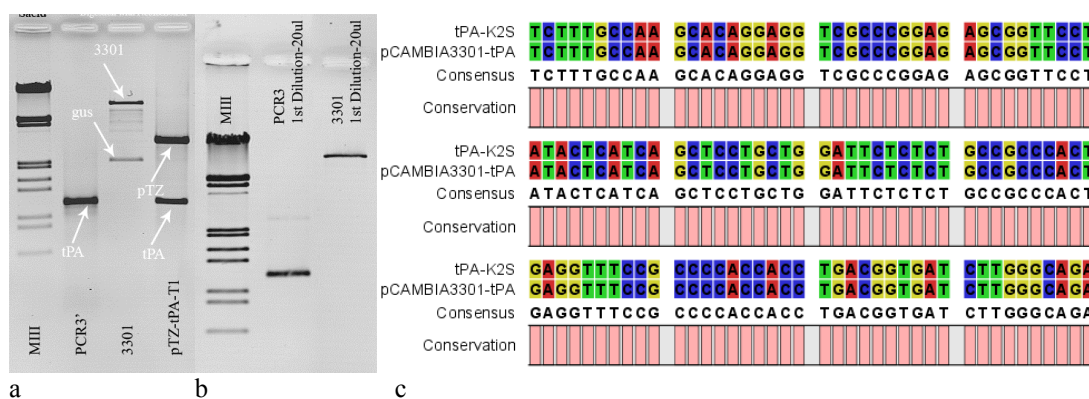 SacId
3301
gus
pTZ
tPA
tPA
MIII
PCR3'
3301
pTZ-tPA-T1
MIII
PCR3
1st Dilution-20ul
3301
1st Dilution-20ul
a
b
c
tPA-K2S TCTTTGCCAA GCACAGGAGG TCGCCCGGAG AGCGGTTCCT
pCAMBIA3301-tPA TCTTTGCCAA GCACAGGAGG TCGCCCGGAG AGCGGTTCCT
Consensus TCTTTGCCAA GCACAGGAGG TCGCCCGGAG AGCGGTTCCT
Conservation
tPA-K2S ATACTCATCA GCTCCTGCTG GATTCTCTCT GCCGCCCACT
pCAMBIA3301-tPA ATACTCATCA GCTCCTGCTG GATTCTCTCT GCCGCCCACT
Consensus ATACTCATCA GCTCCTGCTG GATTCTCTCT GCCGCCCACT
Conservation
tPA-K2S GAGGTTTCCG CCCCACCACC TGACGGTGAT CTTGGGCAGA
pCAMBIA3301-tPA GAGGTTTCCG CCCCACCACC TGACGGTGAT CTTGGGCAGA
Consensus GAGGTTTCCG CCCCACCACC TGACGGTGAT CTTGGGCAGA
Conservation